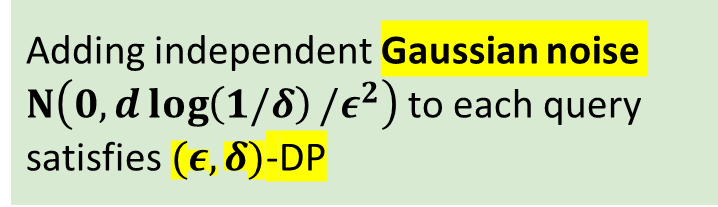 Adding independent Gaussian noise
N(0, d log(1/δ) /ϵ²) to each query
satisfies (ϵ, δ)-DP